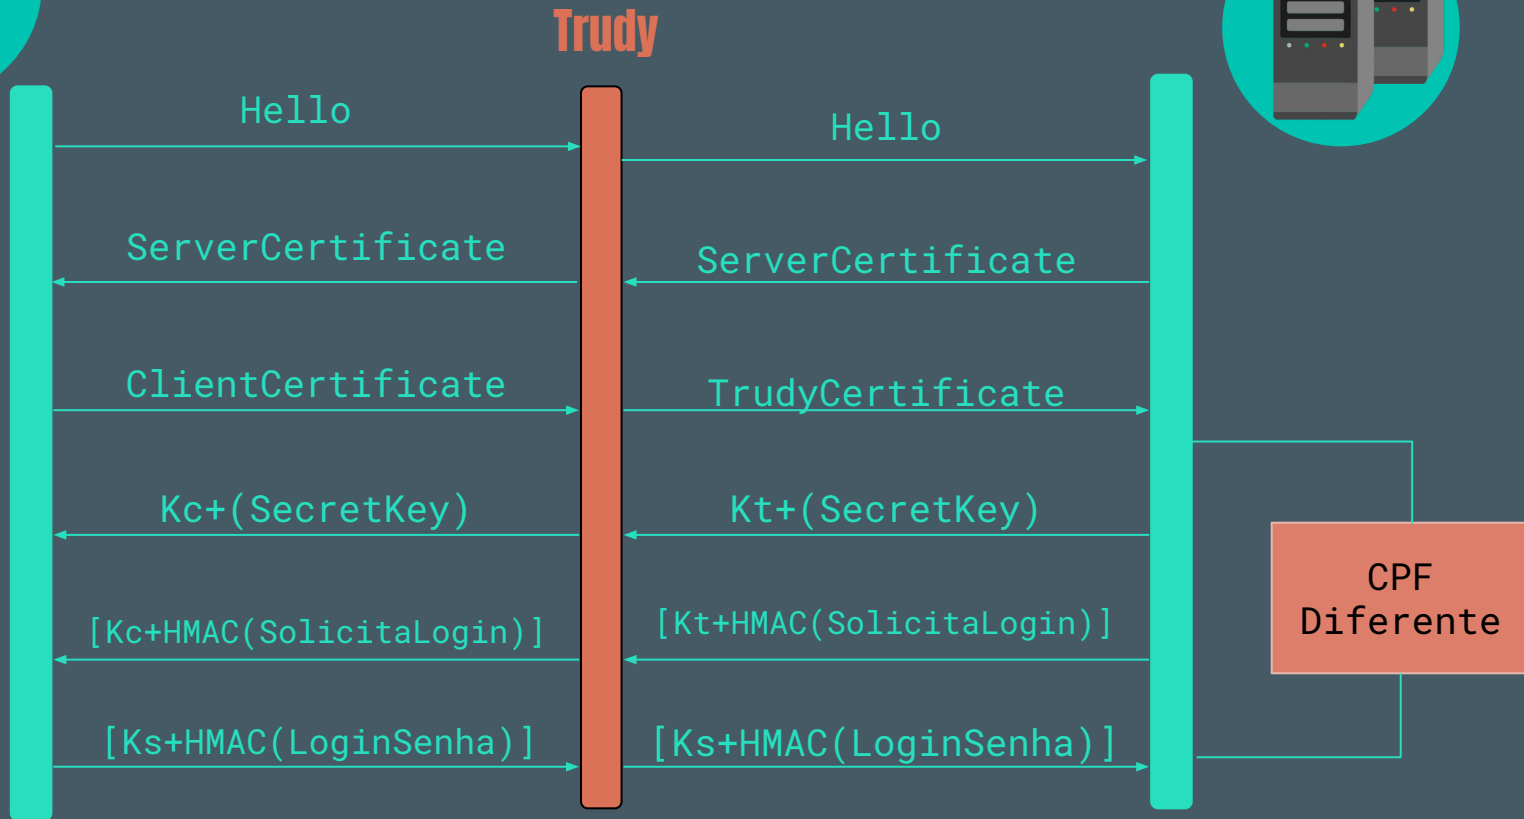 Trudy
Hello
Hello
ServerCertificate
ServerCertificate
ClientCertificate
TrudyCertificate
Kc+(SecretKey)
Kt+(SecretKey)
CPF
Diferente
[Kc+HMAC(SolicitaLogin)]
[Kt+HMAC(SolicitaLogin)]
[Ks+HMAC(LoginSenha)]
[Ks+HMAC(LoginSenha)]